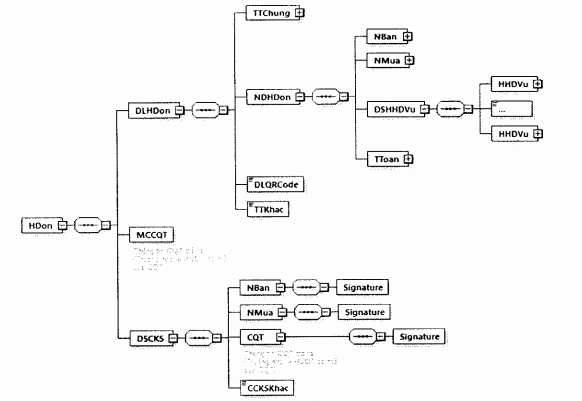 TTChung
NBan
NMua
HHDVu
DLHDon
NDHDon
DSHHDVu
...
HHDVu
TToan
DLQRCode
TTKhac
HDon
MCCQT
NBan
Signature
NMua
Signature
DSCKS
CQT
Signature
CCKSKhac